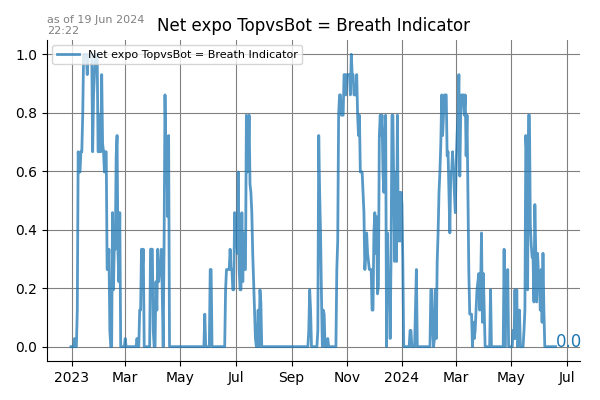 as of 19 Jun 2024
22:22
Net expo TopvsBot = Breath Indicator
Net expo TopvsBot = Breath Indicator
1.0
0.8
0.6
0.4
0.2
0.0
0.0
2023 Mar May Jul Sep Nov 2024 Mar May Jul